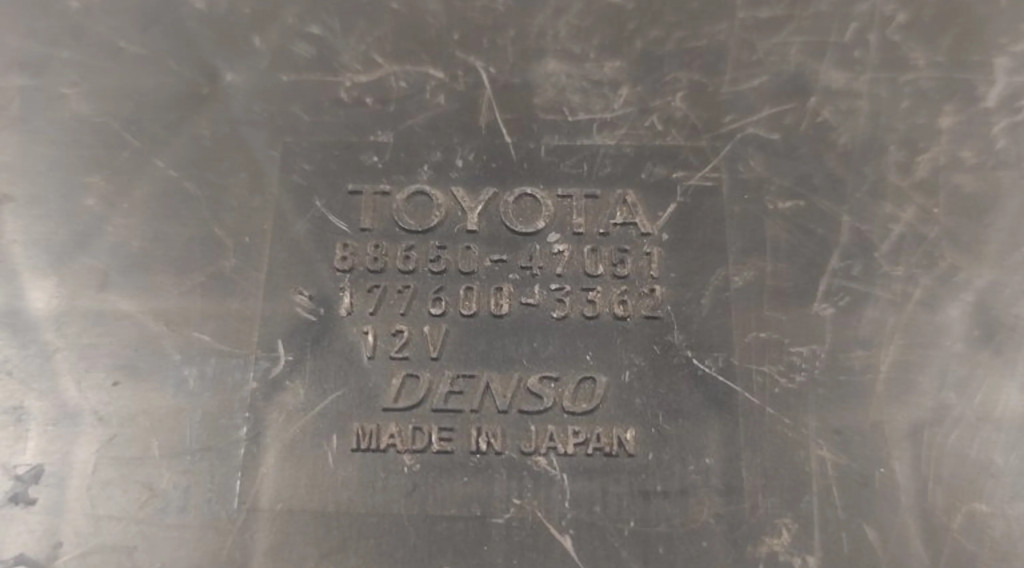 TOYOTA
88650-47051
177600-3362
12V
DENSO
MADE IN JAPAN